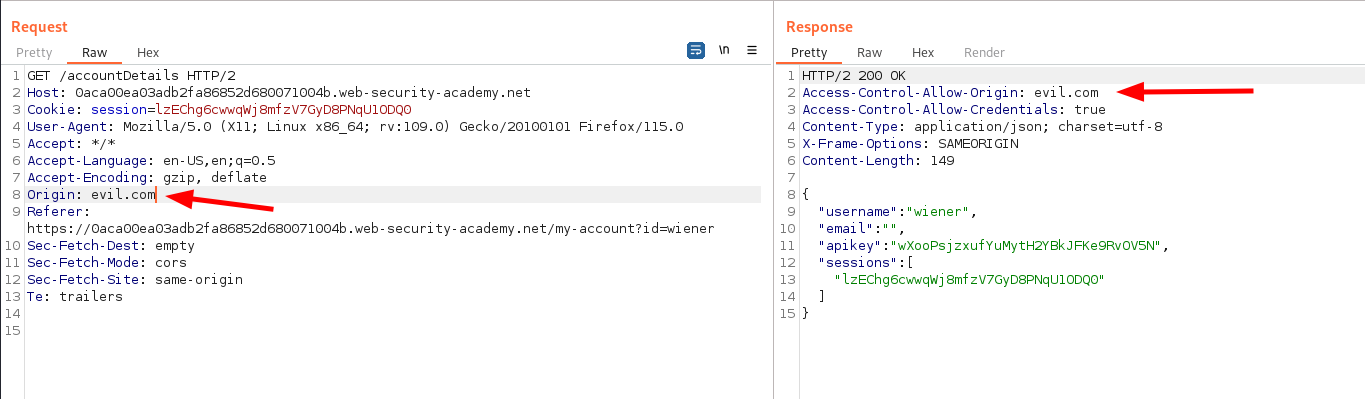 Request
Pretty Raw Hex
\n
1 GET /accountDetails HTTP/2
2 Host: 0aca00ea03adb2fa86852d680071004b.web-security-academy.net
3 Cookie: session=lzEChg6cwwqWj8mfzV7GyD8PNqUlODQ0
4 User-Agent: Mozilla/5.0 (X11; Linux x86_64; rv:109.0) Gecko/20100101 Firefox/115.0
5 Accept: */*
6 Accept-Language: en-US,en;q=0.5
7 Accept-Encoding: gzip, deflate
8 Origin: evil.com
9 Referer:
https://0aca00ea03adb2fa86852d680071004b.web-security-academy.net/my-account?id=wiener
10 Sec-Fetch-Dest: empty
11 Sec-Fetch-Mode: cors
12 Sec-Fetch-Site: same-origin
13 Te: trailers
14
15
Response
Pretty Raw Hex Render
1 HTTP/2 200 OK
2 Access-Control-Allow-Origin: evil.com
3 Access-Control-Allow-Credentials: true
4 Content-Type: application/json; charset=utf-8
5 X-Frame-Options: SAMEORIGIN
6 Content-Length: 149
7
8 {
9 "username":"wiener",
10 "email":"",
11 "apikey":"wXooPsjzxufYuMytH2YBkJFKe9RvOV5N",
12 "sessions":[
13 "lzEChg6cwwqWj8mfzV7GyD8PNqUlODQ0"
14 ]
15 }